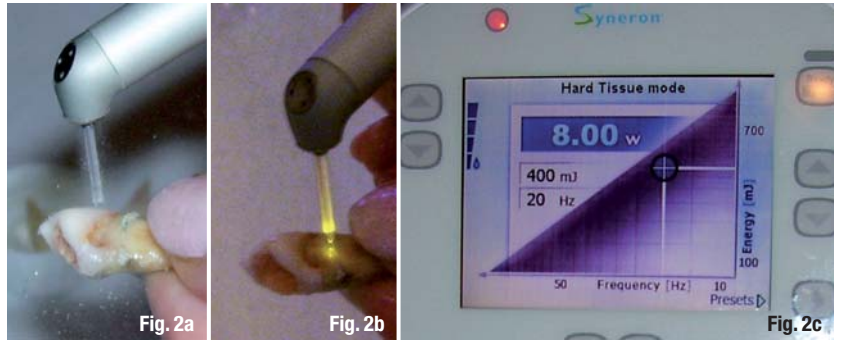 Syneron
Hard Tissue mode
8.00 w
400 mJ
20 Hz
700
Energy [mJ]
100
50 Frequency [Hz] 10
Presets
Fig. 2a
Fig. 2b
Fig. 2c